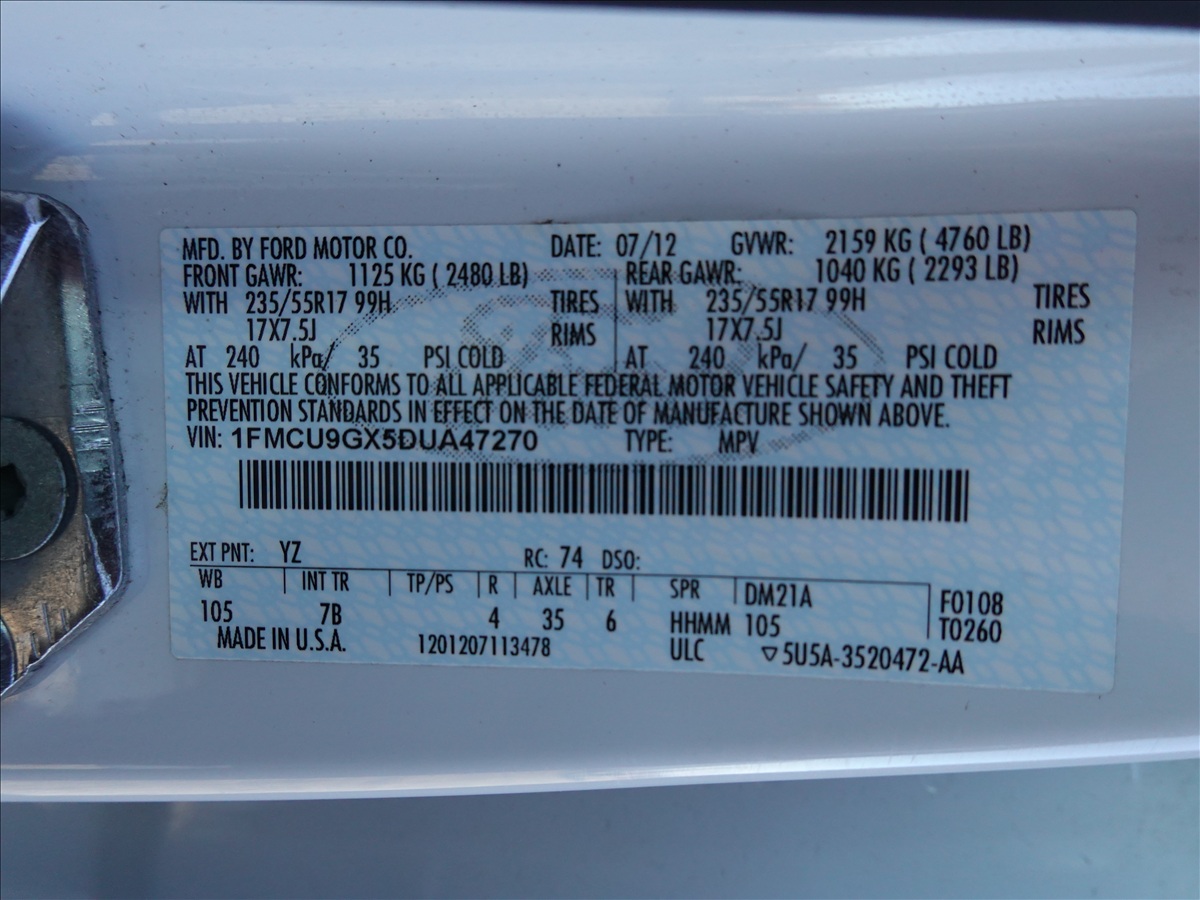 MFD. BY FORD MOTOR CO. DATE: 07/12 GVWR: 2159 KG ( 4760 LB)
FRONT GAWR: 1125 KG ( 2480 LB) REAR GAWR: 1040 KG ( 2293 LB)
WITH 235/55R17 99H TIRES WITH 235/55R17 99H TIRES
17X7.5J RIMS 17X7.5J RIMS
AT 240 kPa/ 35 PSI COLD AT 240 kPa/ 35 PSI COLD
THIS VEHICLE CONFORMS TO ALL APPLICABLE FEDERAL MOTOR VEHICLE SAFETY AND THEFT
PREVENTION STANDARDS IN EFFECT ON THE DATE OF MANUFACTURE SHOWN ABOVE.
VIN: 1FMCU9GX5DUA47270 TYPE: MPV
EXT PNT: YZ RC: 74 DSO:
WB INT TR TP/PS R AXLE TR SPR DM21A F0108
105 7B 4 35 6 HHMM 105 T0260
MADE IN U.S.A. 1201207113478 ULC ▽5U5A-3520472-AA